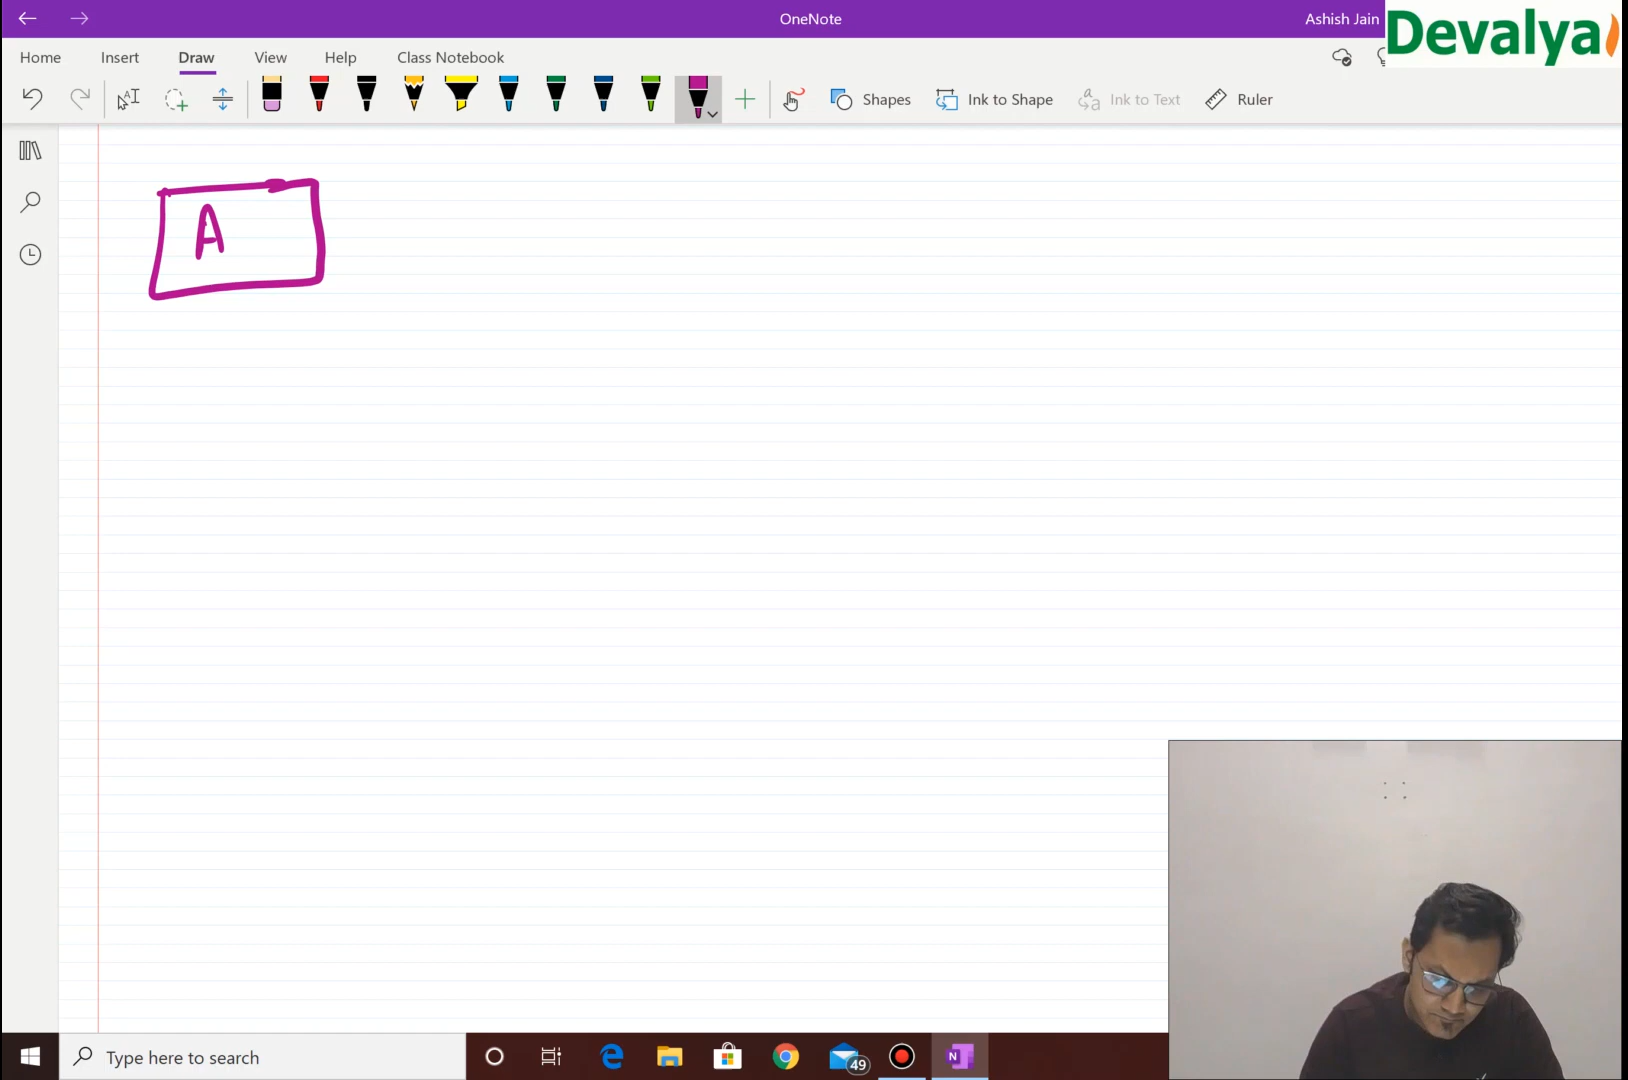 OneNote
Ashish Jain
Devalya
Home Insert Draw View Help Class Notebook
Shapes Ink to Shape Ink to Text Ruler
A
Type here to search
49
N